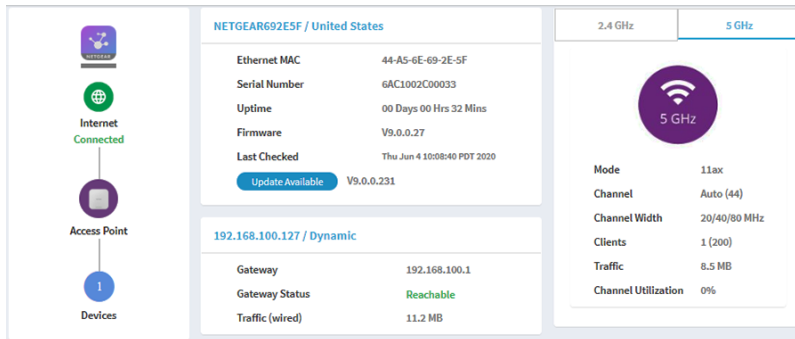 NETGEAR
Internet
Connected
Access Point
1
Devices
NETGEAR692E5F / United States
Ethernet MAC 44-A5-6E-69-2E-5F
Serial Number 6AC1002C00033
Uptime 00 Days 00 Hrs 32 Mins
Firmware V9.0.0.27
Last Checked Thu Jun 4 10:08:40 PDT 2020
Update Available V9.0.0.231
192.168.100.127 / Dynamic
Gateway 192.168.100.1
Gateway Status Reachable
Traffic (wired) 11.2 MB
2.4 GHz 5 GHz
5 GHz
Mode 11ax
Channel Auto (44)
Channel Width 20/40/80 MHz
Clients 1 (200)
Traffic 8.5 MB
Channel Utilization 0%